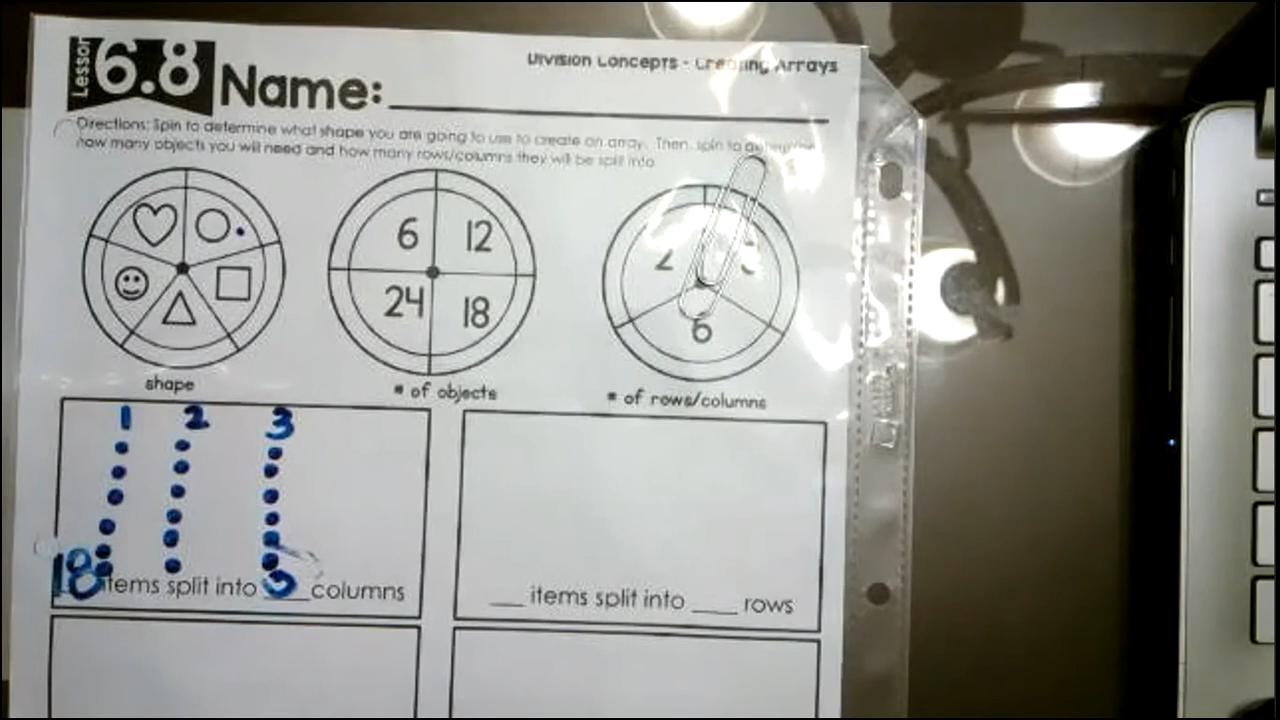 Lesson 6.8 Name:
Division Concepts - Creating Arrays
Directions: Spin to determine what shape you are going to use to create an array. Then, spin to determine
how many objects you will need and how many rows/columns they will be split into.
6 12
24 18
2 3
6
shape
# of objects
# of rows/columns
1 2 3
18 items split into 3 columns
___ items split into ____ rows